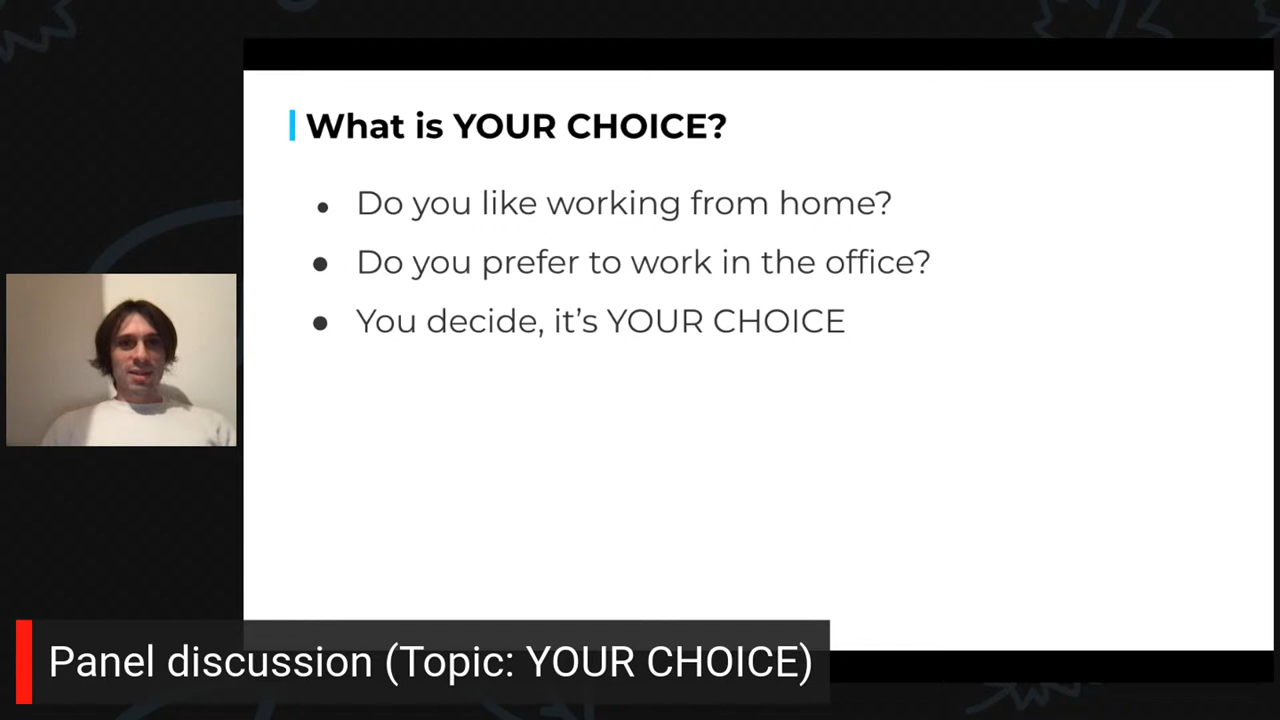 What is YOUR CHOICE?
Do you like working from home?
Do you prefer to work in the office?
You decide, it’s YOUR CHOICE
Panel discussion (Topic: YOUR CHOICE)